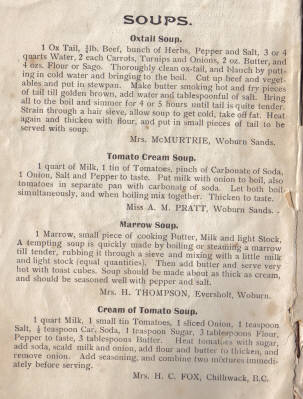 SOUPS.
Oxtail Soup.
1 Ox Tail, ½lb. Beef, bunch of Herbs, Pepper and Salt, 3 or 4
quarts Water, 2 each Carrots, Turnips and Onions, 2 oz. Butter, and
4 ozs. Flour or Sago. Thoroughly clean ox-tail, and blanch by putt-
ing in cold water and bringing to the boil. Cut up beef and veget-
ables and put in stewpan. Make butter smoking hot and fry pieces
of tail till golden brown, add water and tablespoonful of salt. Bring
all to the boil and simmer for 4 or 5 hours until tail is quite tender.
Strain through a hair sieve, allow soup to get cold, take off fat. Heat
again and thicken with flour, and put in small pieces of tail to be
served with soup.
Mrs. McMURTRIE, Woburn Sands.
Tomato Cream Soup.
1 quart of Milk, 1 tin of Tomatoes, pinch of Carbonate of Soda,
1 Onion, Salt and Pepper to taste. Put milk with onion to boil, also
tomatoes in separate pan with carbonate of soda. Let both boil
simultaneously, and when boiling mix together. Thicken to taste.
Miss A. M. PRATT, Woburn Sands.
Marrow Soup.
1 Marrow, small piece of cooking Butter, Milk and light Stock.
A tempting soup is quickly made by boiling or steaming a marrow
till tender, rubbing it through a sieve and mixing with a little milk
and light stock (equal quantities). Then add butter and serve very
hot with toast cubes. Soup should be made about as thick as cream,
and should be seasoned well with pepper and salt.
Mrs. H. THOMPSON, Eversholt, Woburn.
Cream of Tomato Soup.
1 quart Milk, 1 small tin Tomatoes, 1 sliced Onion, 1 teaspoon
Salt, ¼ teaspoon Car. Soda, 1 teaspoon Sugar, 3 tablespoons Flour,
Pepper to taste, 3 tablespoons Butter. Heat tomatoes with sugar,
add soda, scald milk and onion, add flour and butter to thicken, and
remove onion. Add seasoning, and combine two mixtures immedi-
ately before serving.
Mrs. H. C. FOX, Chilliwack, B.C.